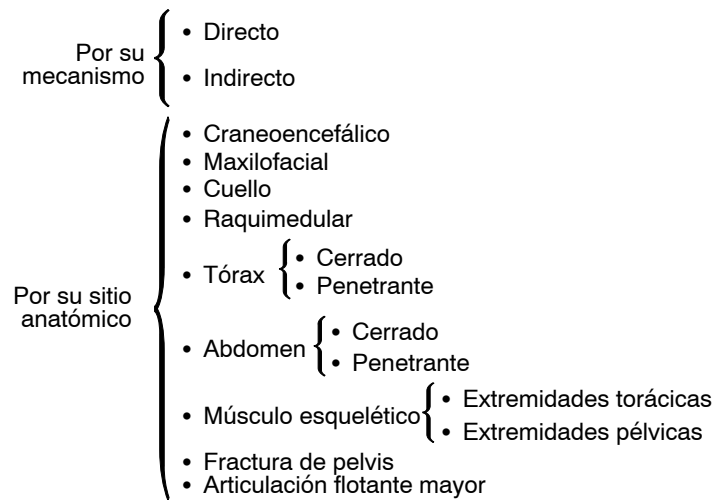 Por su
mecanismo
• Directo
• Indirecto
Por su sitio
anatómico
• Craneoencefálico
• Maxilofacial
• Cuello
• Raquimedular
• Tórax
• Cerrado
• Penetrante
• Abdomen
• Cerrado
• Penetrante
• Músculo esquelético
• Extremidades torácicas
• Extremidades pélvicas
• Fractura de pelvis
• Articulación flotante mayor